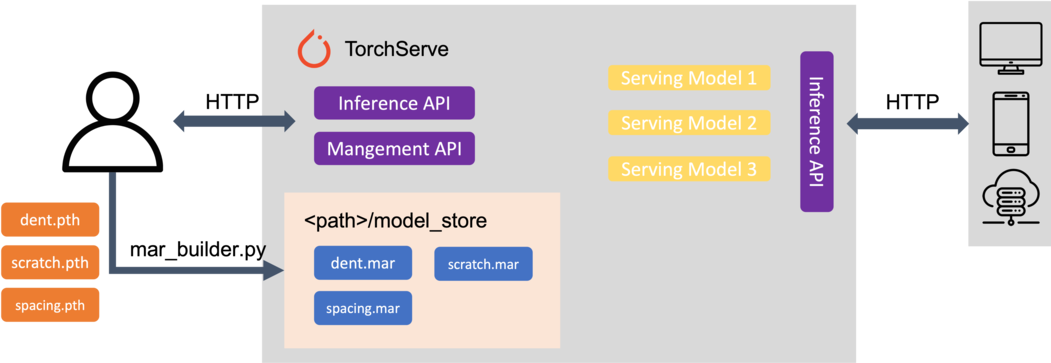 TorchServe
HTTP
Inference API
Mangement API
Serving Model 1
Serving Model 2
Serving Model 3
Inference API
HTTP
dent.pth
scratch.pth
spacing.pth
mar_builder.py
<path>/model_store
dent.mar
scratch.mar
spacing.mar